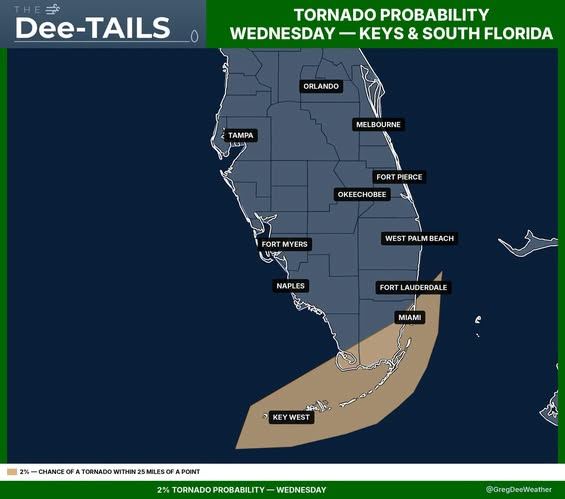 THE
Dee-TAILS
TORNADO PROBABILITY
WEDNESDAY — KEYS & SOUTH FLORIDA
ORLANDO
MELBOURNE
TAMPA
FORT PIERCE
OKEECHOBEE
WEST PALM BEACH
FORT MYERS
NAPLES
FORT LAUDERDALE
MIAMI
KEY WEST
2% — CHANCE OF A TORNADO WITHIN 25 MILES OF A POINT
2% TORNADO PROBABILITY — WEDNESDAY
@GregDeeWeather